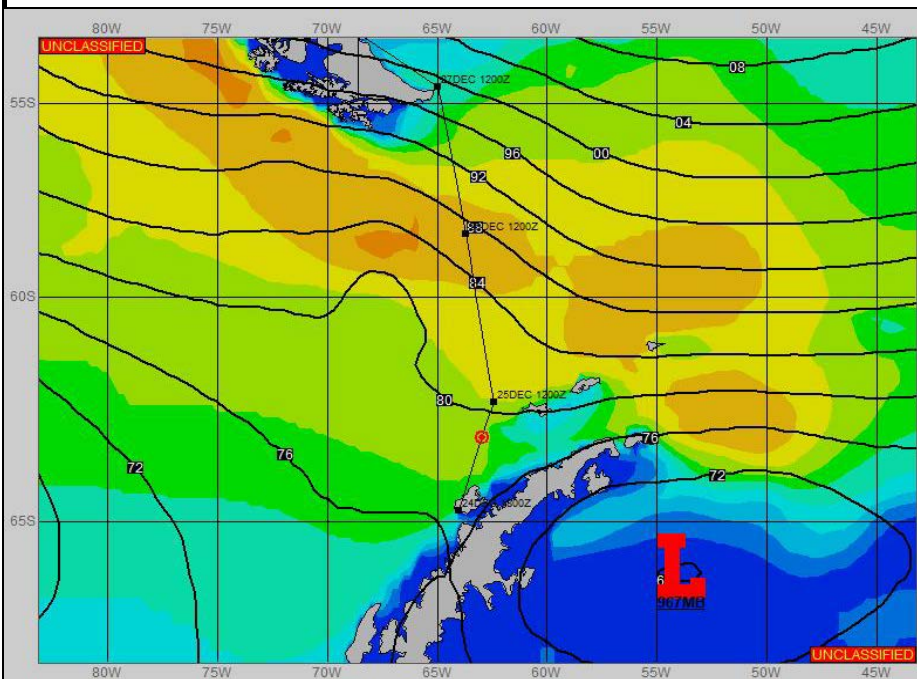 80W 75W 70W 65W 60W 55W 50W 45W
UNCLASSIFIED
08
27DEC 1200Z
55S
04
96 00
92
88 DEC 1200Z
84
60S
80 25DEC 1200Z
76
76
72 72
24DEC
65S
L
967MB
UNCLASSIFIED
80W 75W 70W 65W 60W 55W 50W 45W